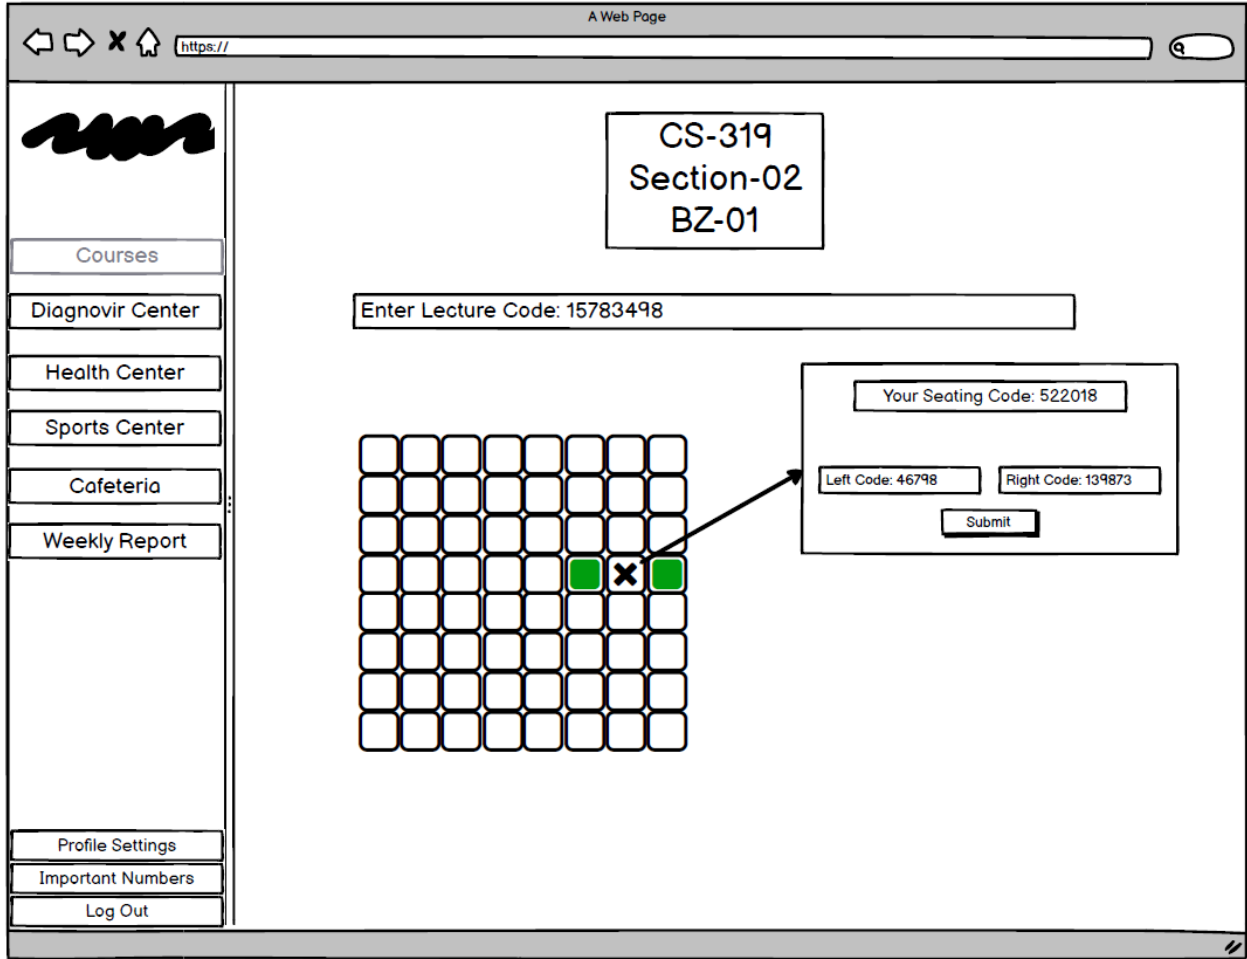 A Web Page
https://
CS-319
Section-02
BZ-01
Courses
Diagnovir Center
Health Center
Sports Center
Cafeteria
Weekly Report
Profile Settings
Important Numbers
Log Out
Enter Lecture Code: 15783498
Your Seating Code: 522018
Left Code: 46798
Right Code: 139873
Submit